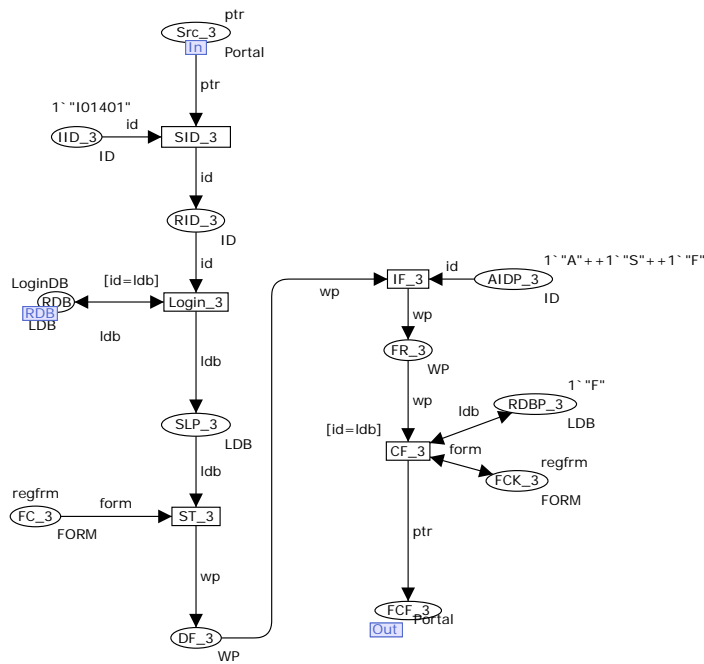 ptr
Src_3
In
Portal
ptr
1`"I01401"
id
IID_3
SID_3
ID
id
RID_3
ID
id
LoginDB
[id=ldb]
RDB
Login_3
RDB
LDB
ldb
ldb
SLP_3
LDB
ldb
regfrm
form
FC_3
ST_3
FORM
wp
DF_3
WP
wp
IF_3
id
AIDP_3
1`"A"++1`"S"++1`"F"
ID
wp
FR_3
WP
wp
1`"F"
ldb
RDBP_3
LDB
[id=ldb]
CF_3
form
regfrm
FCK_3
FORM
ptr
FCF_3
Portal
Out